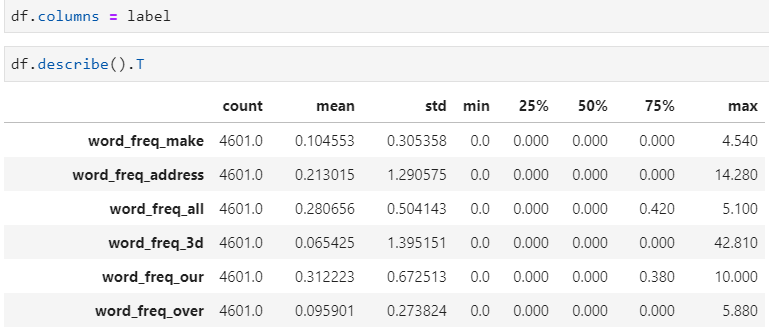 df.columns = label
df.describe().T
count mean std min 25% 50% 75% max
word_freq_make 4601.0 0.104553 0.305358 0.0 0.000 0.000 0.000 4.540
word_freq_address 4601.0 0.213015 1.290575 0.0 0.000 0.000 0.000 14.280
word_freq_all 4601.0 0.280656 0.504143 0.0 0.000 0.000 0.420 5.100
word_freq_3d 4601.0 0.065425 1.395151 0.0 0.000 0.000 0.000 42.810
word_freq_our 4601.0 0.312223 0.672513 0.0 0.000 0.000 0.380 10.000
word_freq_over 4601.0 0.095901 0.273824 0.0 0.000 0.000 0.000 5.880